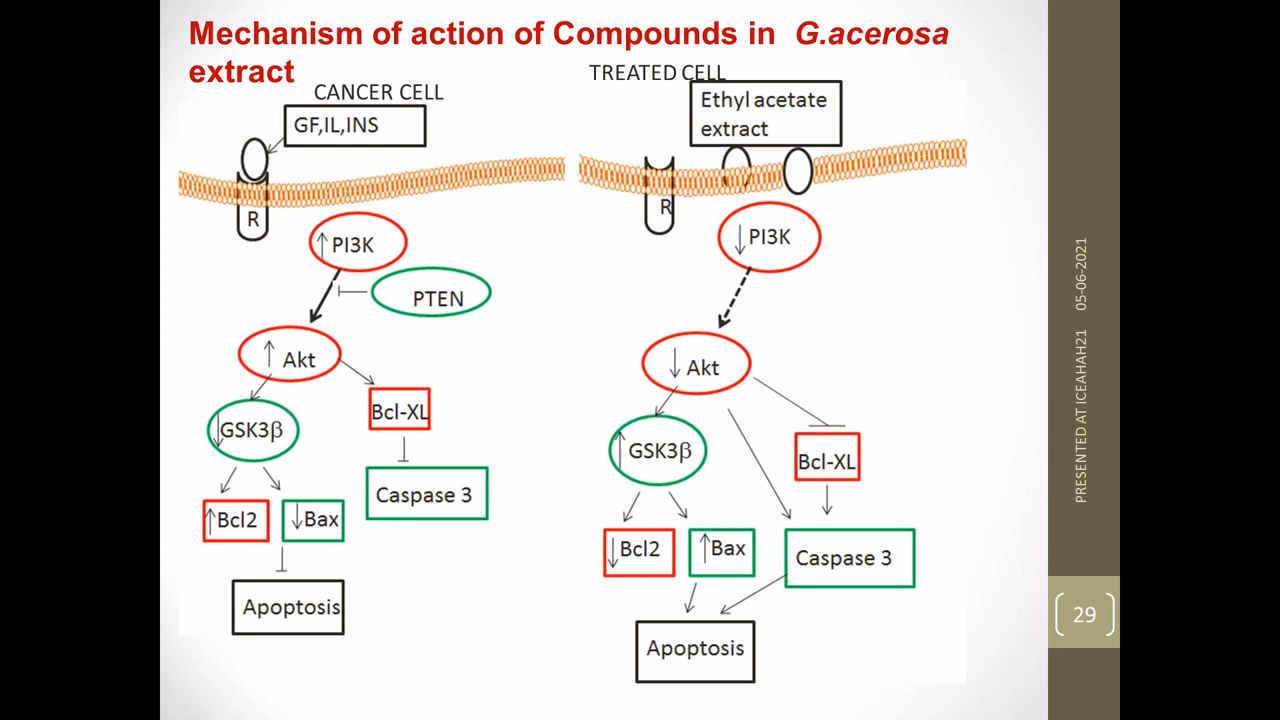 Mechanism of action of Compounds in G.acerosa
extract
CANCER CELL
GF,IL,INS
R
↑ PI3K
PTEN
↑ Akt
Bcl-XL
↓ GSK3β
Caspase 3
↑ Bcl2
↓ Bax
Apoptosis
TREATED CELL
Ethyl acetate
extract
R
↓ PI3K
↓ Akt
↑ GSK3β
Bcl-XL
↓ Bcl2
↑ Bax
Caspase 3
Apoptosis
PRESENTED AT ICEAHAH21 05-06-2021
29